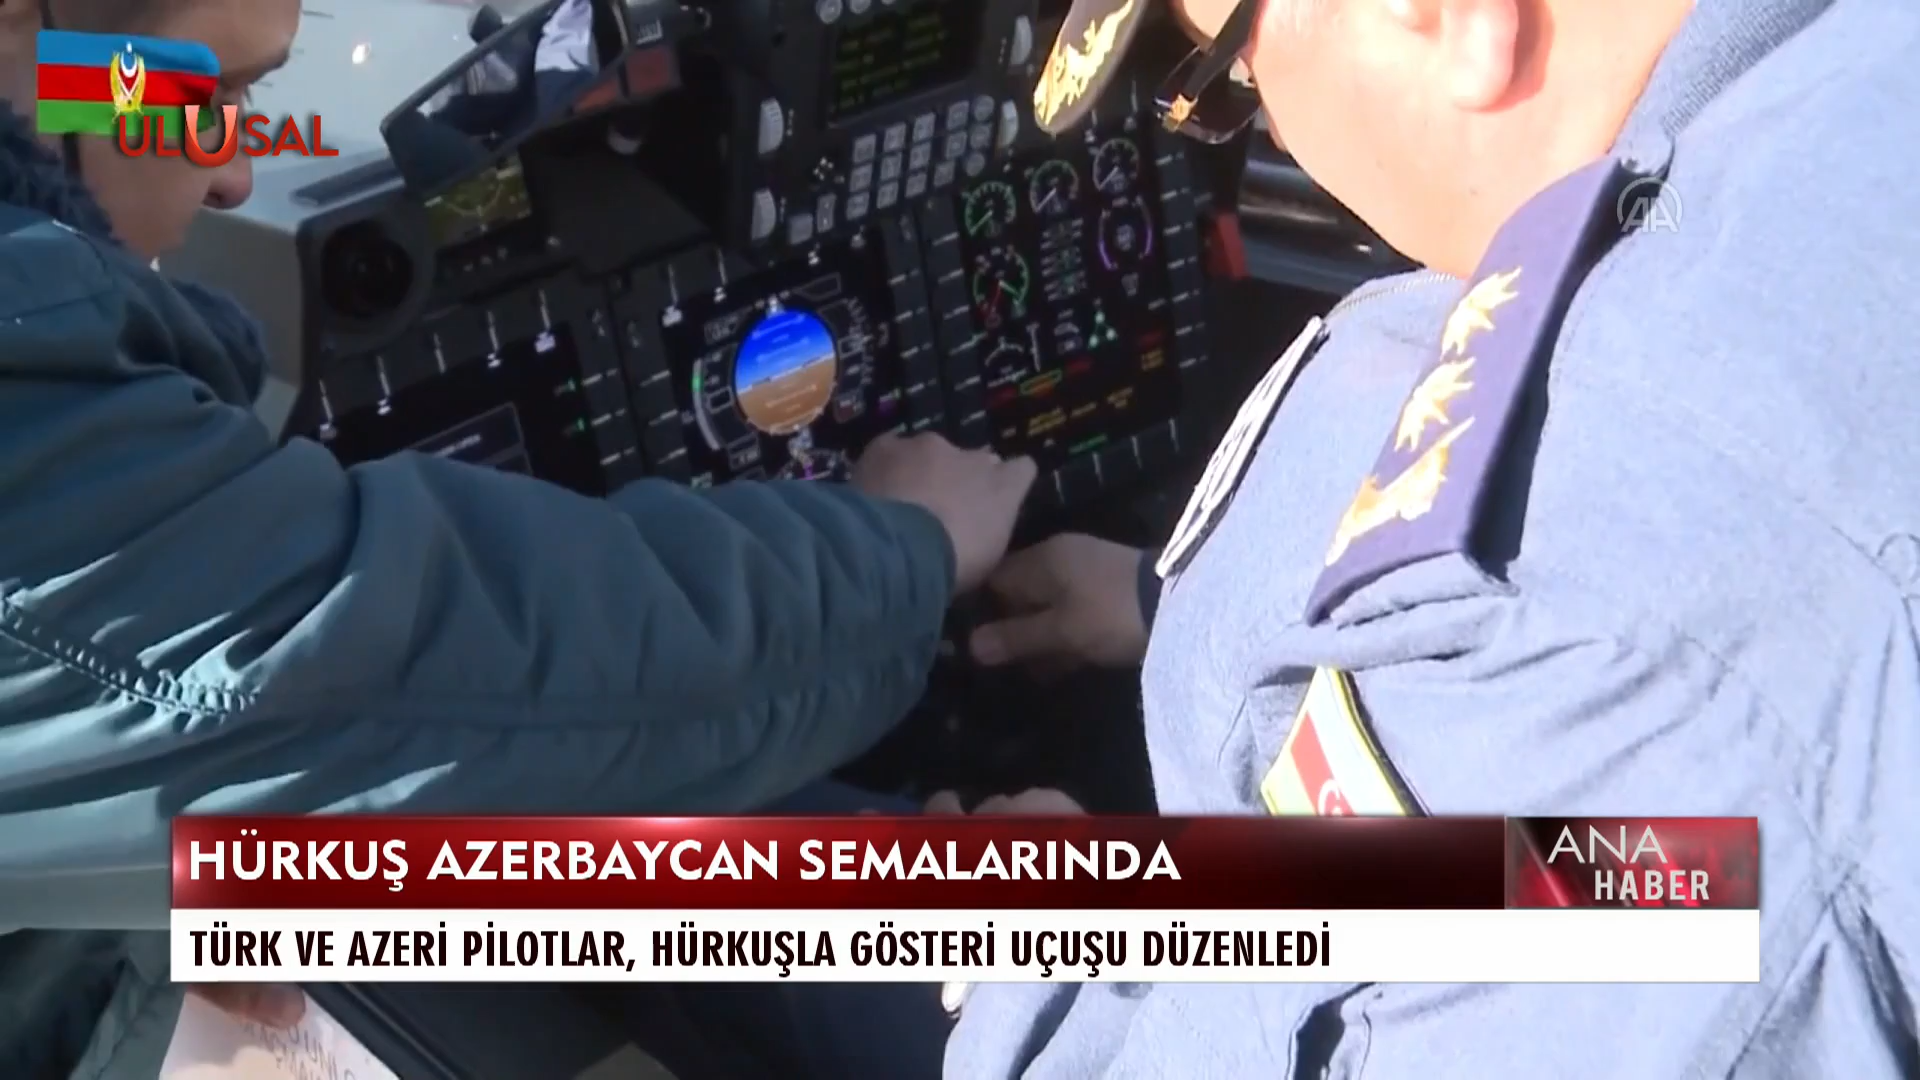 ULUSAL
AA
HÜRKUŞ AZERBAYCAN SEMALARINDA
ANA
HABER
TÜRK VE AZERİ PİLOTLAR, HÜRKUŞLA GÖSTERİ UÇUŞU DÜZENLEDİ